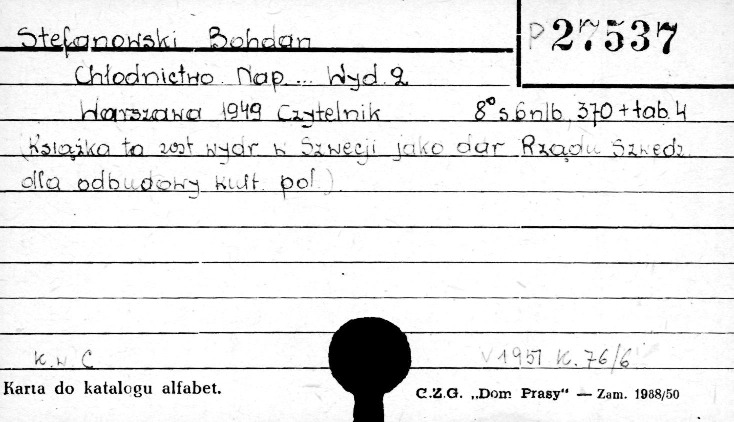 Stefanowski Bohdan P 27537
Chłodnictwo. Nap... Wyd. 2
Warszawa 1949 Czytelnik 8° s. 6 nlb. 370 + tab. 4
(Książka ta zost wydr w Szwecji jako dar Rządu Szwedz.
dla odbudowy kult. pol.)
K. w C V 1951 K. 76/6
Karta do katalogu alfabet. C.Z.G. „Dom Prasy“ — Zam. 1988/50